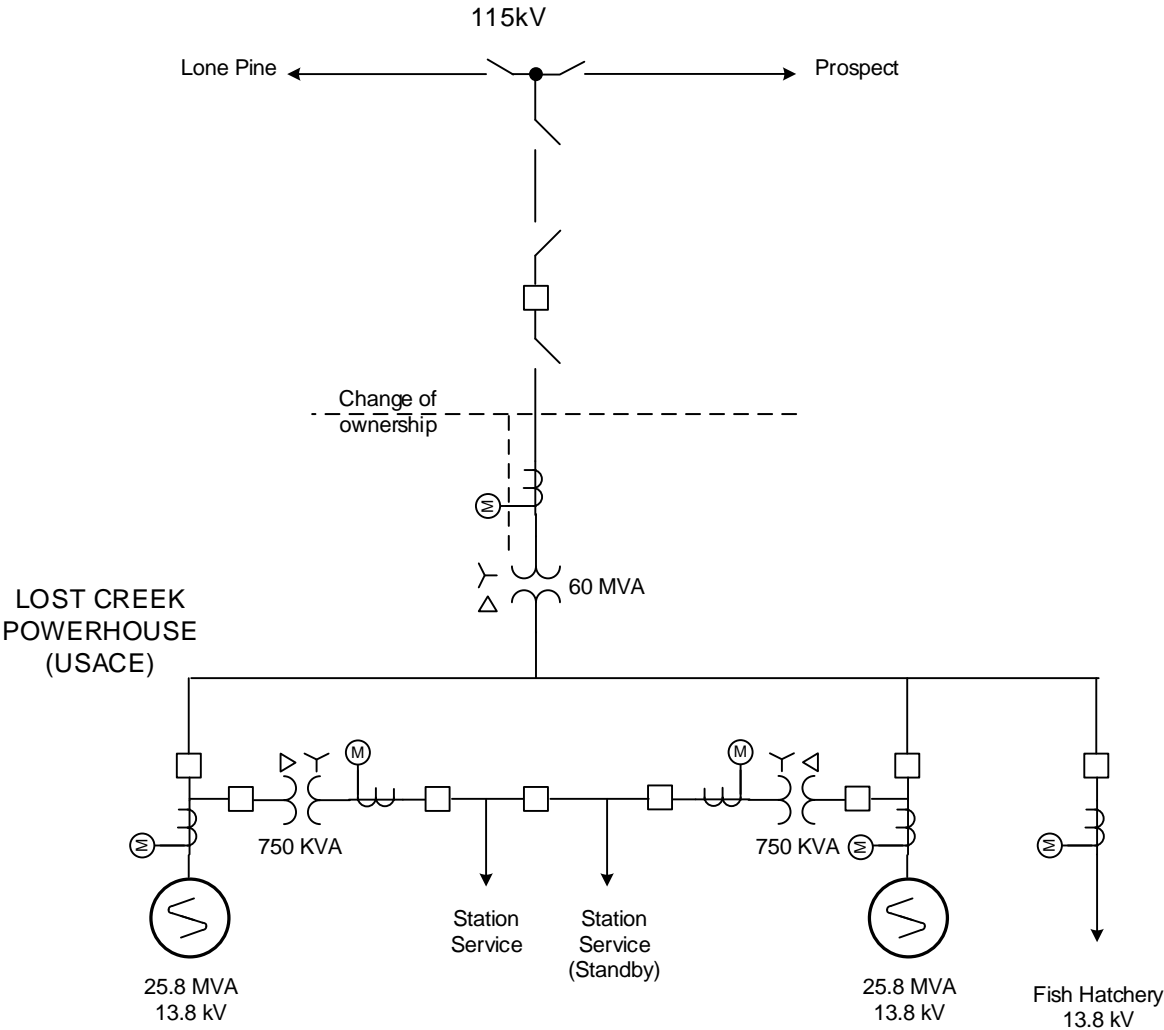 115kV
Lone Pine
Prospect
Change of
ownership
M
60 MVA
LOST CREEK
POWERHOUSE
(USACE)
M
M
750 KVA
750 KVA
M
M
M
Station
Service
Station
Service
(Standby)
25.8 MVA
13.8 kV
25.8 MVA
13.8 kV
Fish Hatchery
13.8 kV